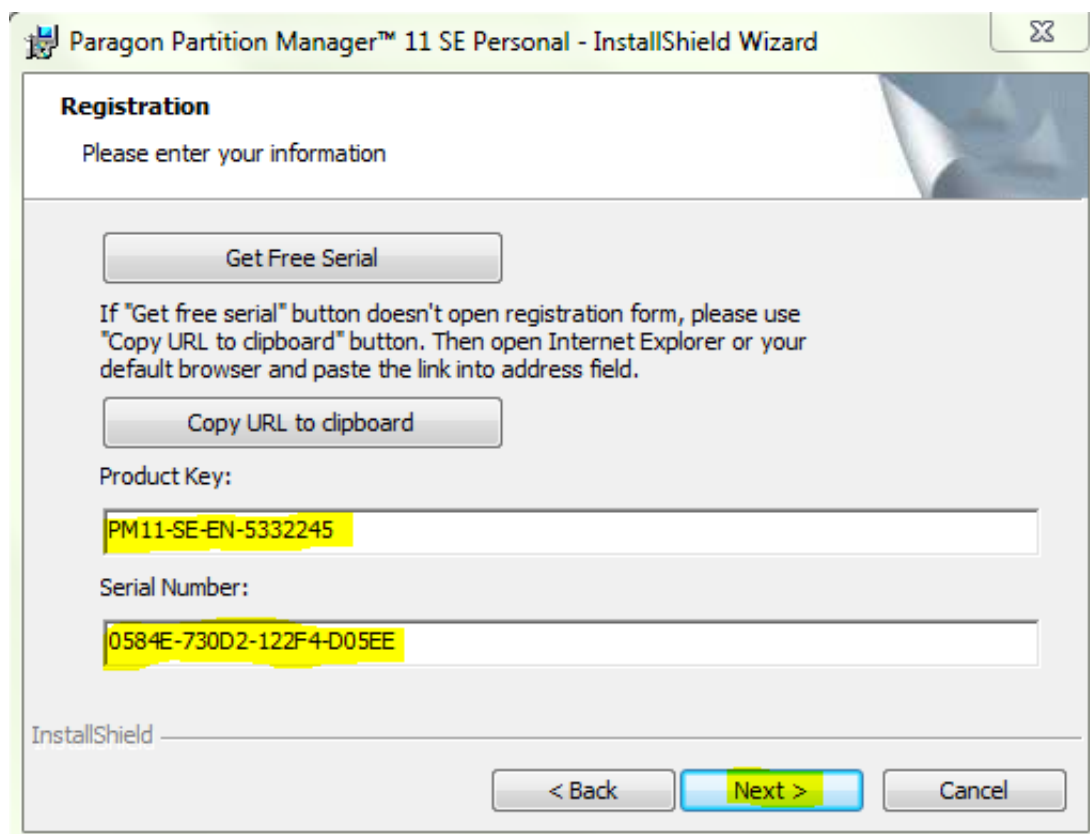 Paragon Partition Manager™ 11 SE Personal - InstallShield Wizard
Registration
Please enter your information
Get Free Serial
If "Get free serial" button doesn't open registration form, please use
"Copy URL to clipboard" button. Then open Internet Explorer or your
default browser and paste the link into address field.
Copy URL to clipboard
Product Key:
PM11-SE-EN-5332245
Serial Number:
0584E-730D2-122F4-D05EE
InstallShield
< Back
Next >
Cancel